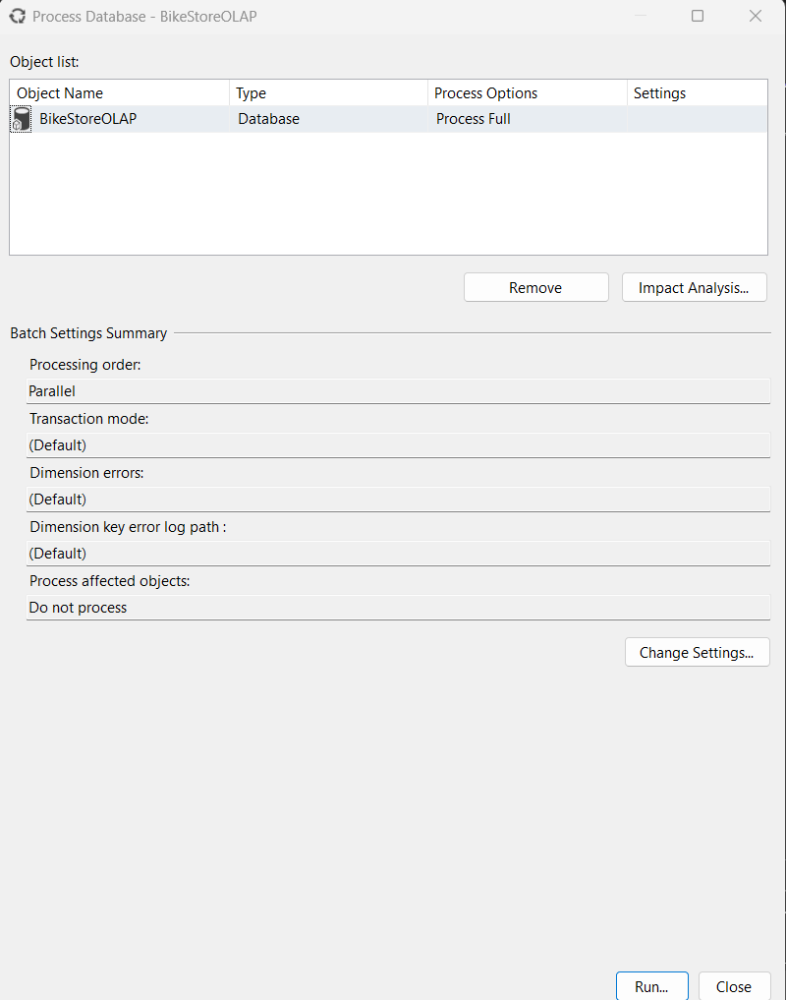 Process Database - BikeStoreOLAP
Object list:
Object Name Type Process Options Settings
BikeStoreOLAP Database Process Full
Remove Impact Analysis...
Batch Settings Summary
Processing order:
Parallel
Transaction mode:
(Default)
Dimension errors:
(Default)
Dimension key error log path :
(Default)
Process affected objects:
Do not process
Change Settings...
Run... Close